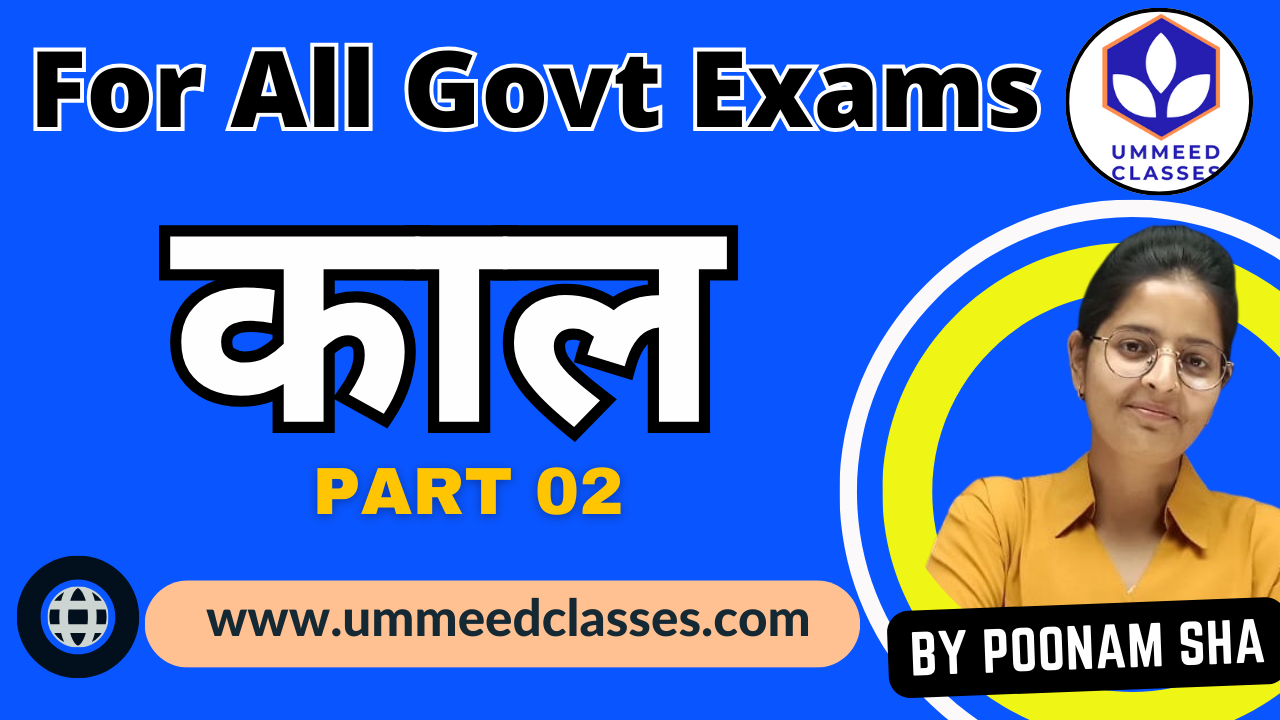 For All Govt Exams
UMMEED
CLASSES
काल
PART 02
www.ummeedclasses.com
BY POONAM SHA